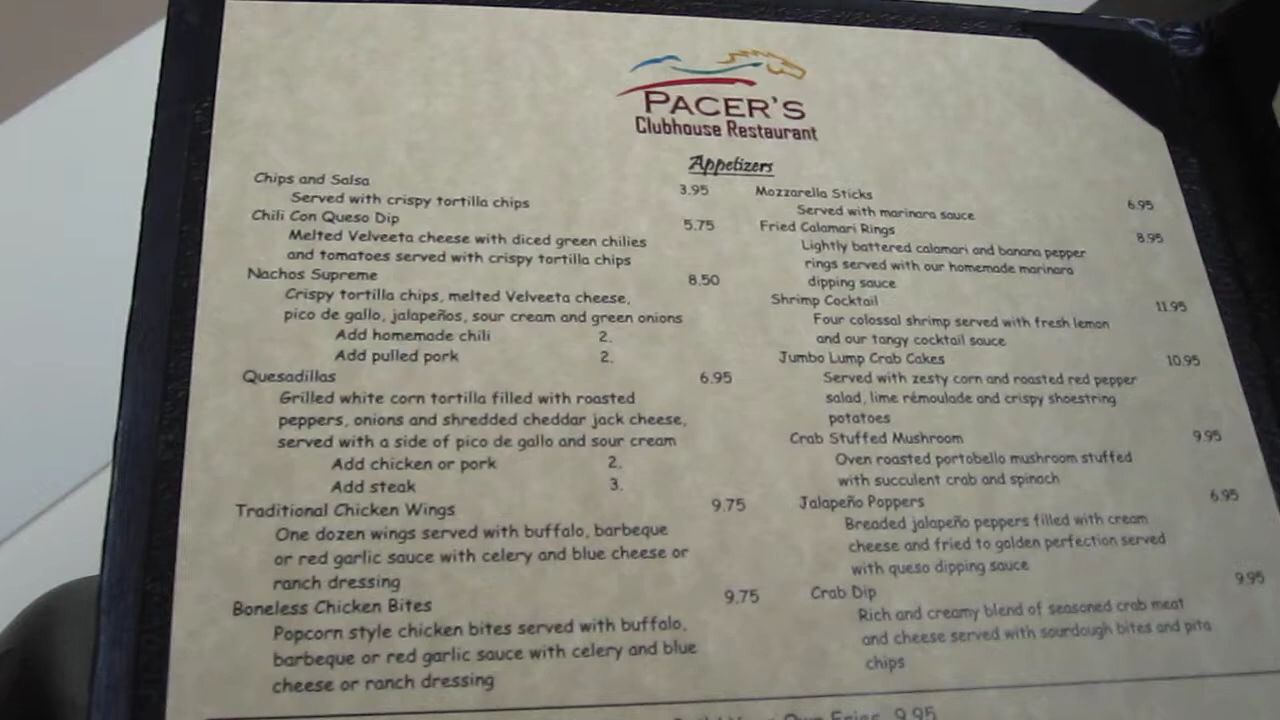 PACER'S
Clubhouse Restaurant
Appetizers
Chips and Salsa 3.95
Served with crispy tortilla chips
Chili Con Queso Dip 5.75
Melted Velveeta cheese with diced green chilies
and tomatoes served with crispy tortilla chips
Nachos Supreme 8.50
Crispy tortilla chips, melted Velveeta cheese,
pico de gallo, jalapeños, sour cream and green onions
Add homemade chili 2.
Add pulled pork 2.
Quesadillas 6.95
Grilled white corn tortilla filled with roasted
peppers, onions and shredded cheddar jack cheese,
served with a side of pico de gallo and sour cream
Add chicken or pork 2.
Add steak 3.
Traditional Chicken Wings 9.75
One dozen wings served with buffalo, barbeque
or red garlic sauce with celery and blue cheese or
ranch dressing
Boneless Chicken Bites 9.75
Popcorn style chicken bites served with buffalo,
barbeque or red garlic sauce with celery and blue
cheese or ranch dressing
Mozzarella Sticks 6.95
Served with marinara sauce
Fried Calamari Rings 8.95
Lightly battered calamari and banana pepper
rings served with our homemade marinara
dipping sauce
Shrimp Cocktail 11.95
Four colossal shrimp served with fresh lemon
and our tangy cocktail sauce
Jumbo Lump Crab Cakes 10.95
Served with zesty corn and roasted red pepper
salad, lime rémoulade and crispy shoestring
potatoes
Crab Stuffed Mushroom 9.95
Oven roasted portobello mushroom stuffed
with succulent crab and spinach
Jalapeño Poppers 6.95
Breaded jalapeño peppers filled with cream
cheese and fried to golden perfection served
with queso dipping sauce
Crab Dip 9.95
Rich and creamy blend of seasoned crab meat
and cheese served with sourdough bites and pita
chips
Own Fries 9.95